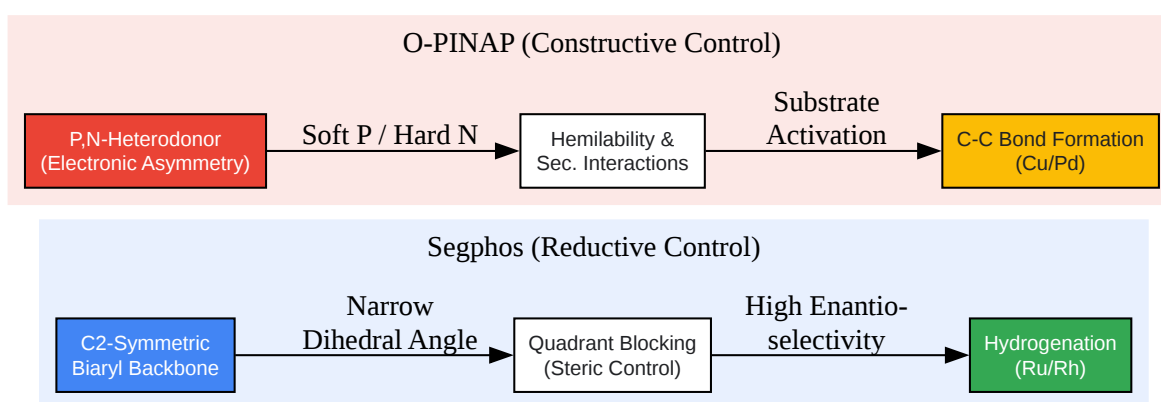 O-PINAP (Constructive Control)
P,N-Heterodonor
(Electronic Asymmetry)
Soft P / Hard N
Hemilability &
Sec. Interactions
Substrate
Activation
C-C Bond Formation
(Cu/Pd)
Segphos (Reductive Control)
C2-Symmetric
Biaryl Backbone
Narrow
Dihedral Angle
Quadrant Blocking
(Steric Control)
High Enantio-
selectivity
Hydrogenation
(Ru/Rh)